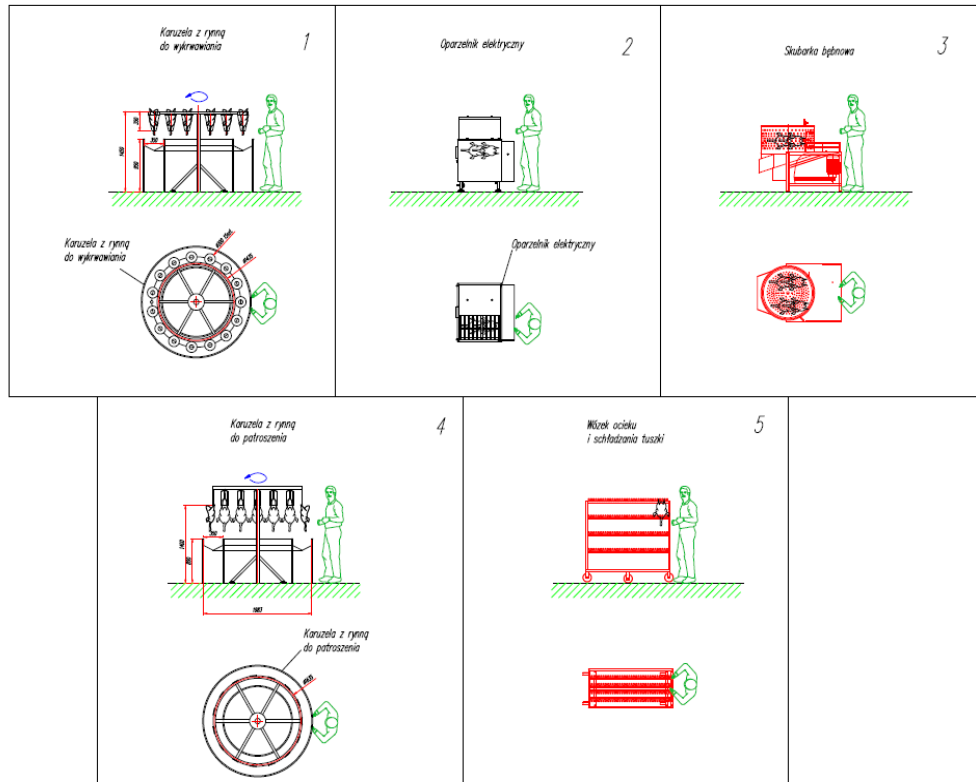 Karuzela z rynną
do wykrwawiania
1
Oparzelnik elektryczny
2
Skubarka bębnowa
3
350
Karuzela z rynną
do wykrwawiania
Oparzelnik elektryczny
Karuzela z rynną
do patroszenia
4
Wózek ocieku
i schładzania tuszki
5
Karuzela z rynną
do patroszenia